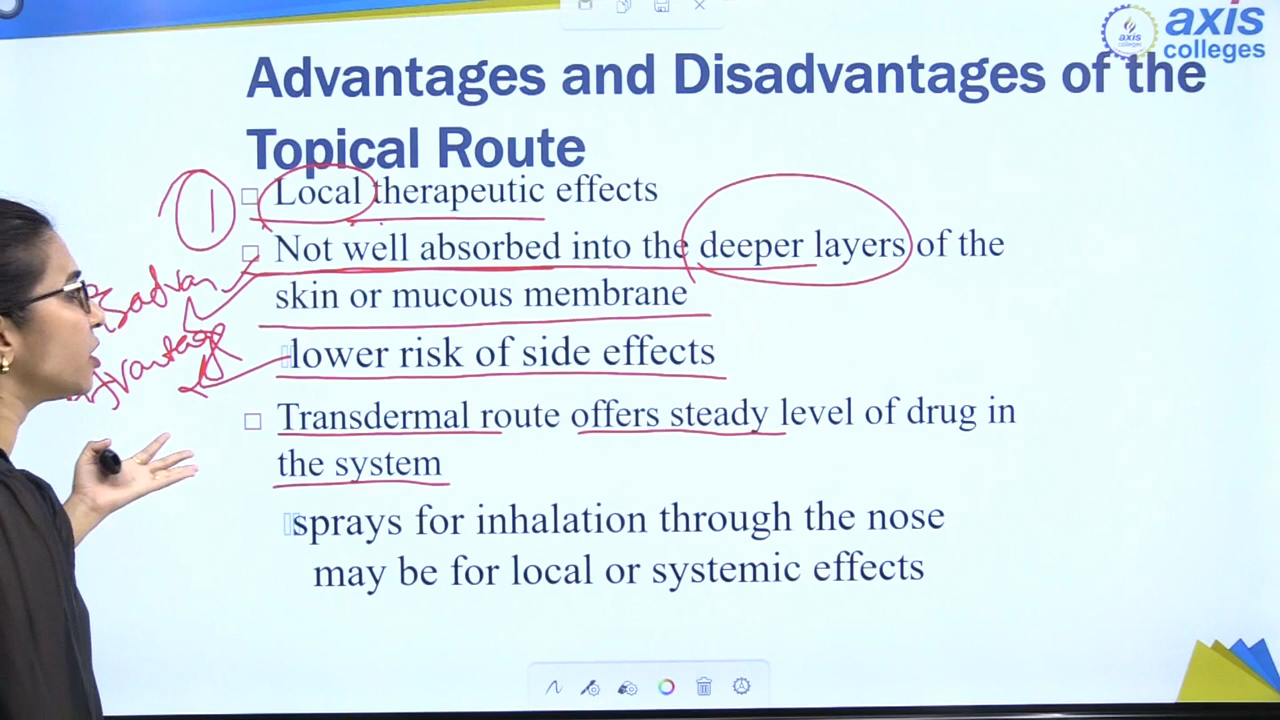 axis
colleges
axis
colleges
Advantages and Disadvantages of the
Topical Route
1
Local therapeutic effects
Not well absorbed into the deeper layers of the
skin or mucous membrane
lower risk of side effects
Transdermal route offers steady level of drug in
the system
sprays for inhalation through the nose
may be for local or systemic effects